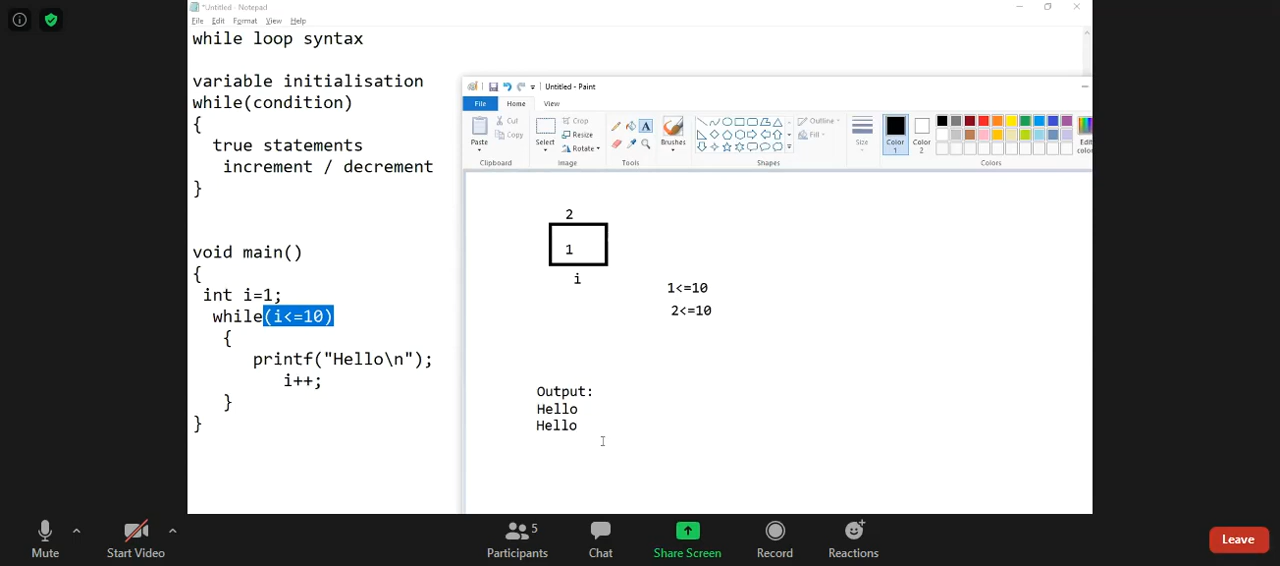 *Untitled - Notepad
File Edit Format View Help
while loop syntax
variable initialisation
while(condition)
{
true statements
increment / decrement
}
void main()
{
int i=1;
while(i<=10)
{
printf("Hello\n");
i++;
}
}
Untitled - Paint
File Home View
Paste
Cut
Copy
Clipboard
Select
Crop
Resize
Rotate
Image
A
Tools
Brushes
Outline
Fill
Shapes
Size
Color 1
Color 2
Edit
Colors
2
1
i
1<=10
2<=10
Output:
Hello
Hello
Mute
Start Video
5
Participants
Chat
Share Screen
Record
Reactions
Leave